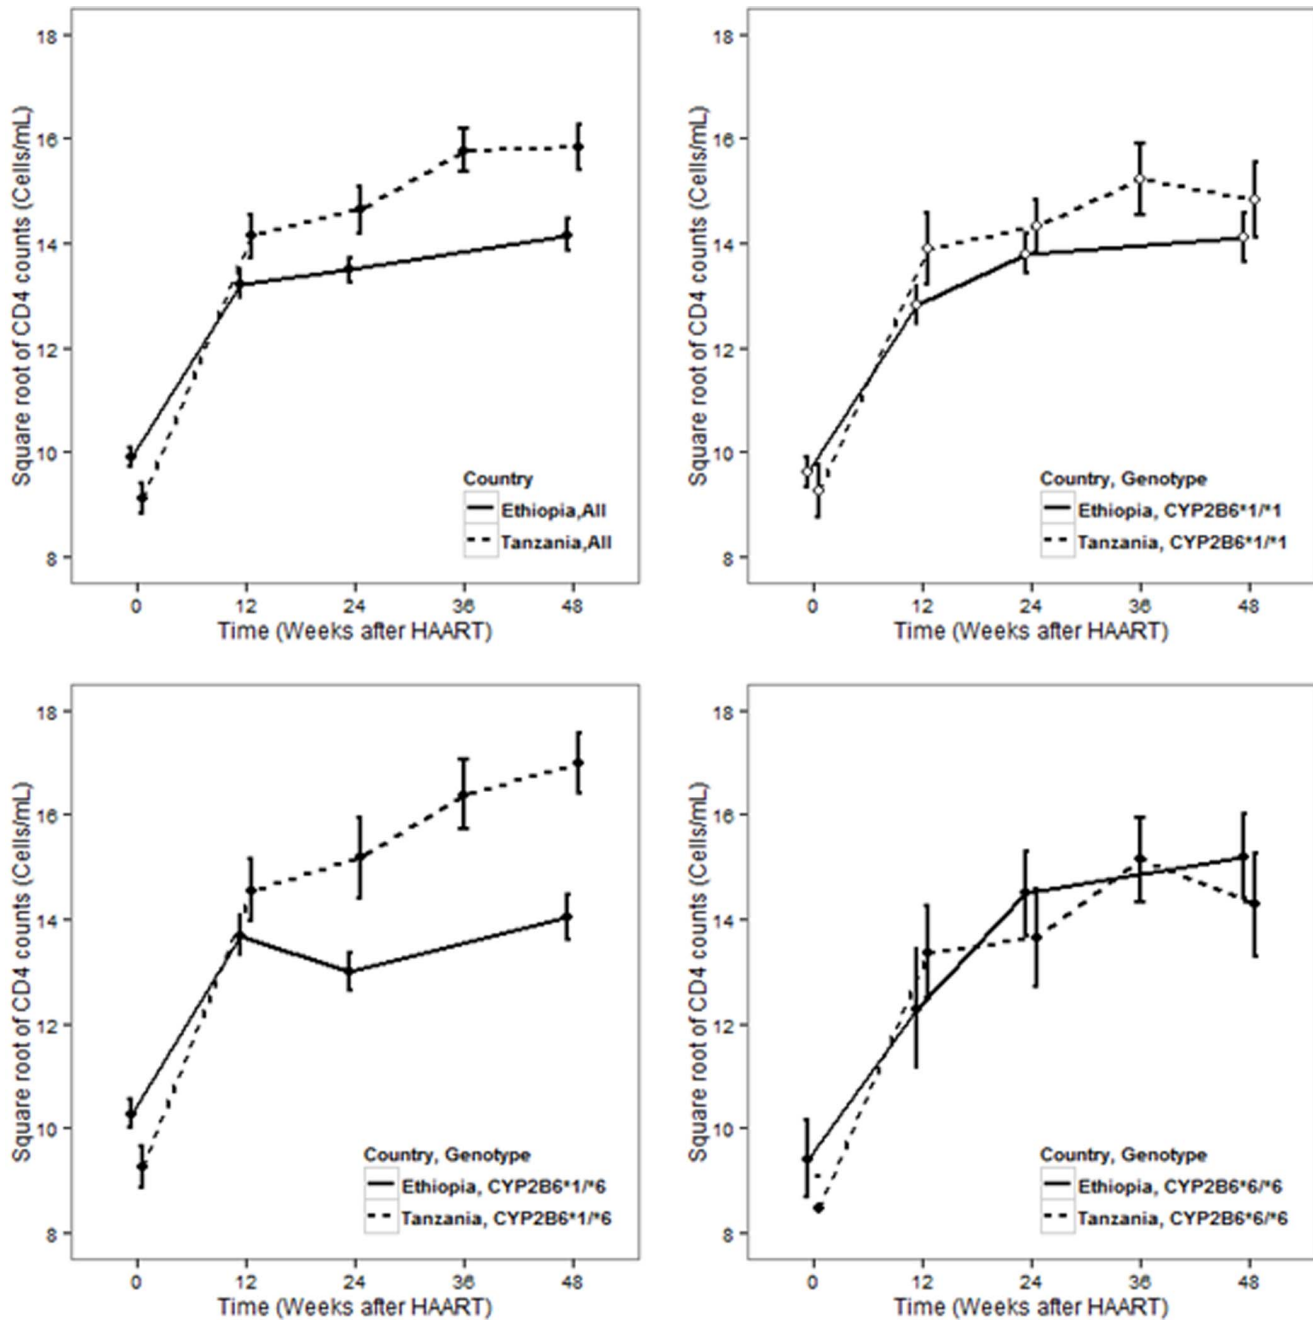 Square root of CD4 counts (Cells/mL)
18
16
14
12
10
8
Country
Ethiopia,All
Tanzania,All
0 12 24 36 48
Time (Weeks after HAART)
Square root of CD4 counts (Cells/mL)
18
16
14
12
10
8
Country, Genotype
Ethiopia, CYP2B6*1/*1
Tanzania, CYP2B6*1/*1
0 12 24 36 48
Time (Weeks after HAART)
Square root of CD4 counts (Cells/mL)
18
16
14
12
10
8
Country, Genotype
Ethiopia, CYP2B6*1/*6
Tanzania, CYP2B6*1/*6
0 12 24 36 48
Time (Weeks after HAART)
Square root of CD4 counts (Cells/mL)
18
16
14
12
10
8
Country, Genotype
Ethiopia, CYP2B6*6/*6
Tanzania, CYP2B6*6/*6
0 12 24 36 48
Time (Weeks after HAART)